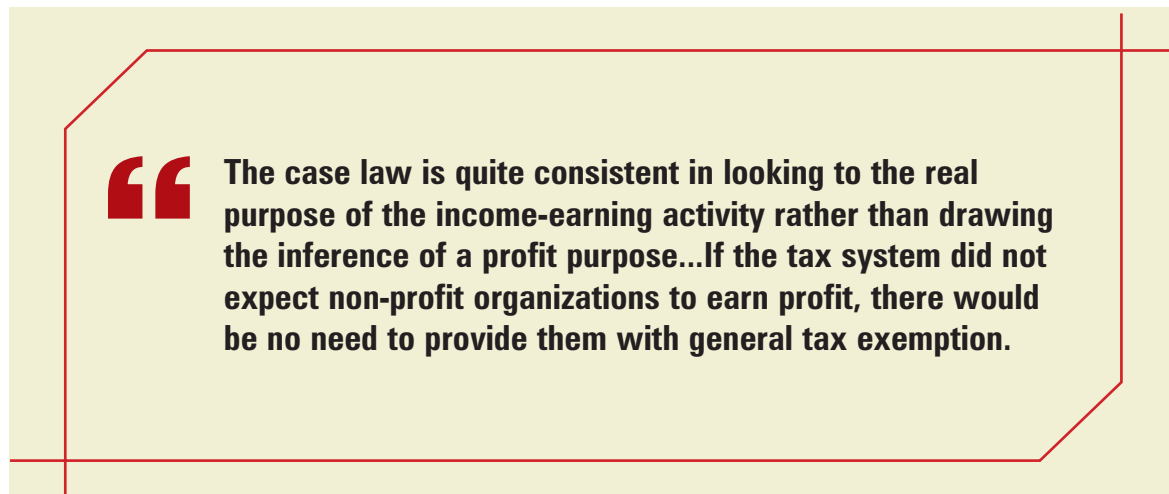 “
The case law is quite consistent in looking to the real
purpose of the income-earning activity rather than drawing
the inference of a profit purpose...If the tax system did not
expect non-profit organizations to earn profit, there would
be no need to provide them with general tax exemption.